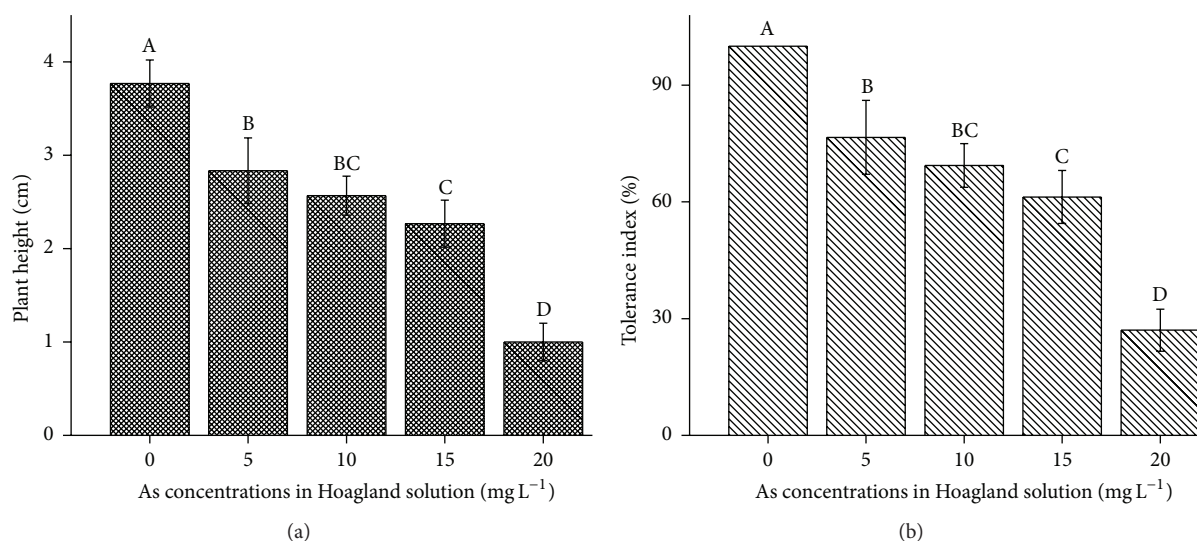 4
3
2
1
0
Plant height (cm)
A
B
BC
C
D
0 5 10 15 20
As concentrations in Hoagland solution (mg L⁻¹)
(a)
90
60
30
0
Tolerance index (%)
A
B
BC
C
D
0 5 10 15 20
As concentrations in Hoagland solution (mg L⁻¹)
(b)